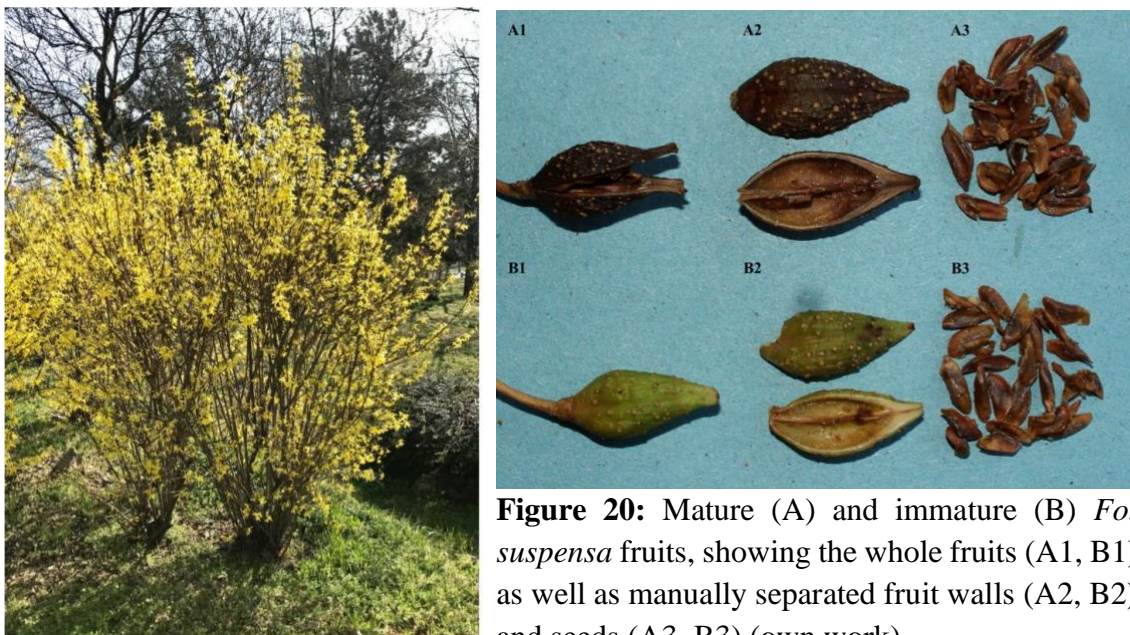 A1 A2 A3
B1 B2 B3
Figure 20: Mature (A) and immature (B) Fo
suspensa fruits, showing the whole fruits (A1, B1)
as well as manually separated fruit walls (A2, B2)
and seeds (A3, B3) (own work)